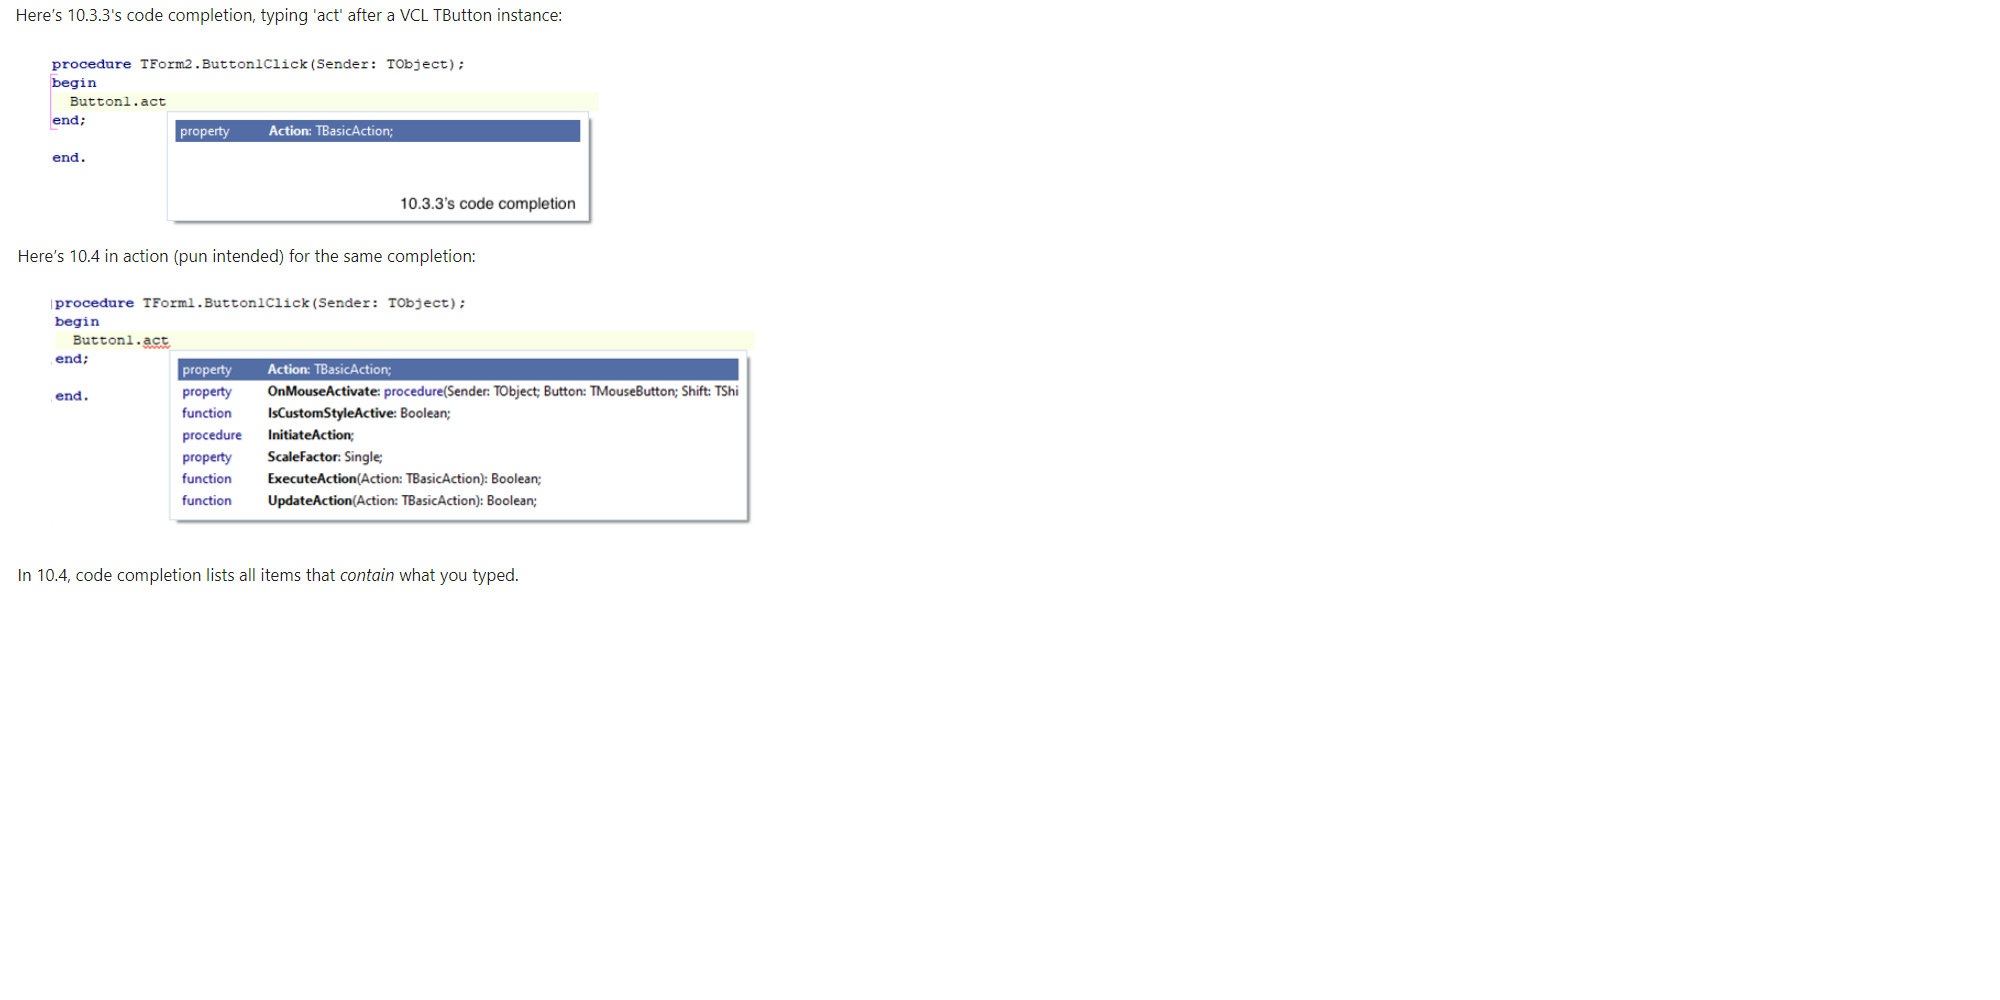 Here's 10.3.3's code completion, typing 'act' after a VCL TButton instance:
procedure TForm2.Button1Click(Sender: TObject);
begin
Button1.act
end;
property Action: TBasicAction;
end.
10.3.3's code completion
Here's 10.4 in action (pun intended) for the same completion:
procedure TForm1.Button1Click(Sender: TObject);
begin
Button1.act
end;
property Action: TBasicAction;
property OnMouseActivate: procedure(Sender: TObject; Button: TMouseButton; Shift: TShi
end.
function IsCustomStyleActive: Boolean;
procedure InitiateAction;
property ScaleFactor: Single;
function ExecuteAction(Action: TBasicAction): Boolean;
function UpdateAction(Action: TBasicAction): Boolean;
In 10.4, code completion lists all items that contain what you typed.